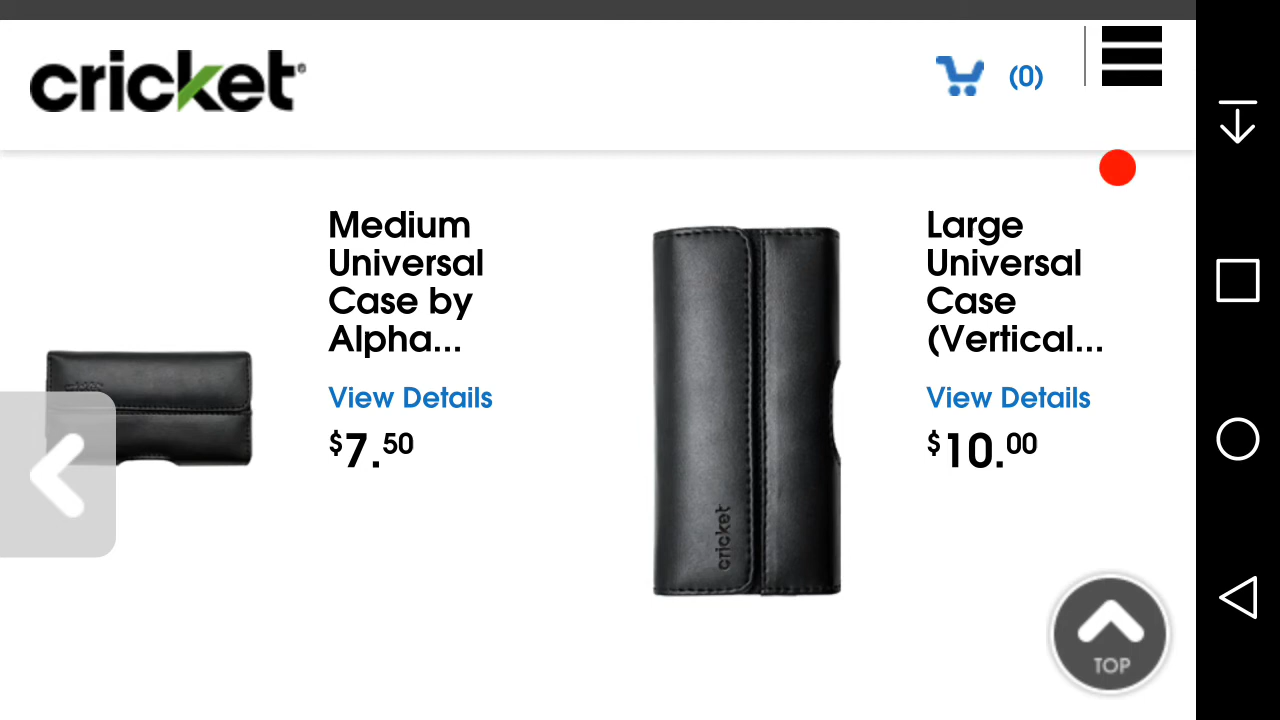 cricket
(0)
Medium
Universal
Case by
Alpha...
View Details
$7.50
cricket
Large
Universal
Case
(Vertical...
View Details
$10.00
TOP